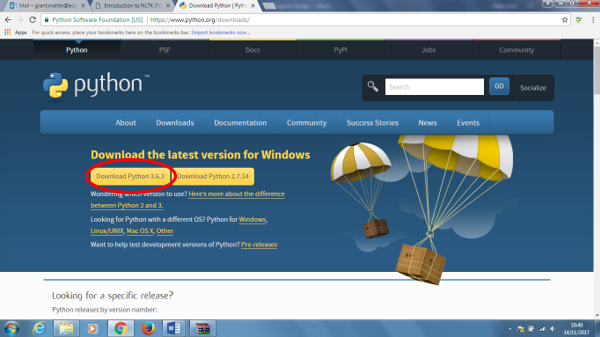 Mail – grant.martin@ed
Introduction to NLTK (
Download Python | Pyth
Python Software Foundation [US]
https://www.python.org/downloads/
Apps
For quick access, place your bookmarks here on the bookmarks bar.
Import bookmarks now...
Python
PSF
Docs
PyPI
Jobs
Community
python™
Search
GO
Socialize
About
Downloads
Documentation
Community
Success Stories
News
Events
Download the latest version for Windows
Download Python 3.6.3
Download Python 2.7.14
Wondering which version to use? Here's more about the difference
between Python 2 and 3.
Looking for Python with a different OS? Python for Windows,
Linux/UNIX, Mac OS X, Other
Want to help test development versions of Python? Pre-releases
Looking for a specific release?
Python releases by version number:
10:40
14/11/2017